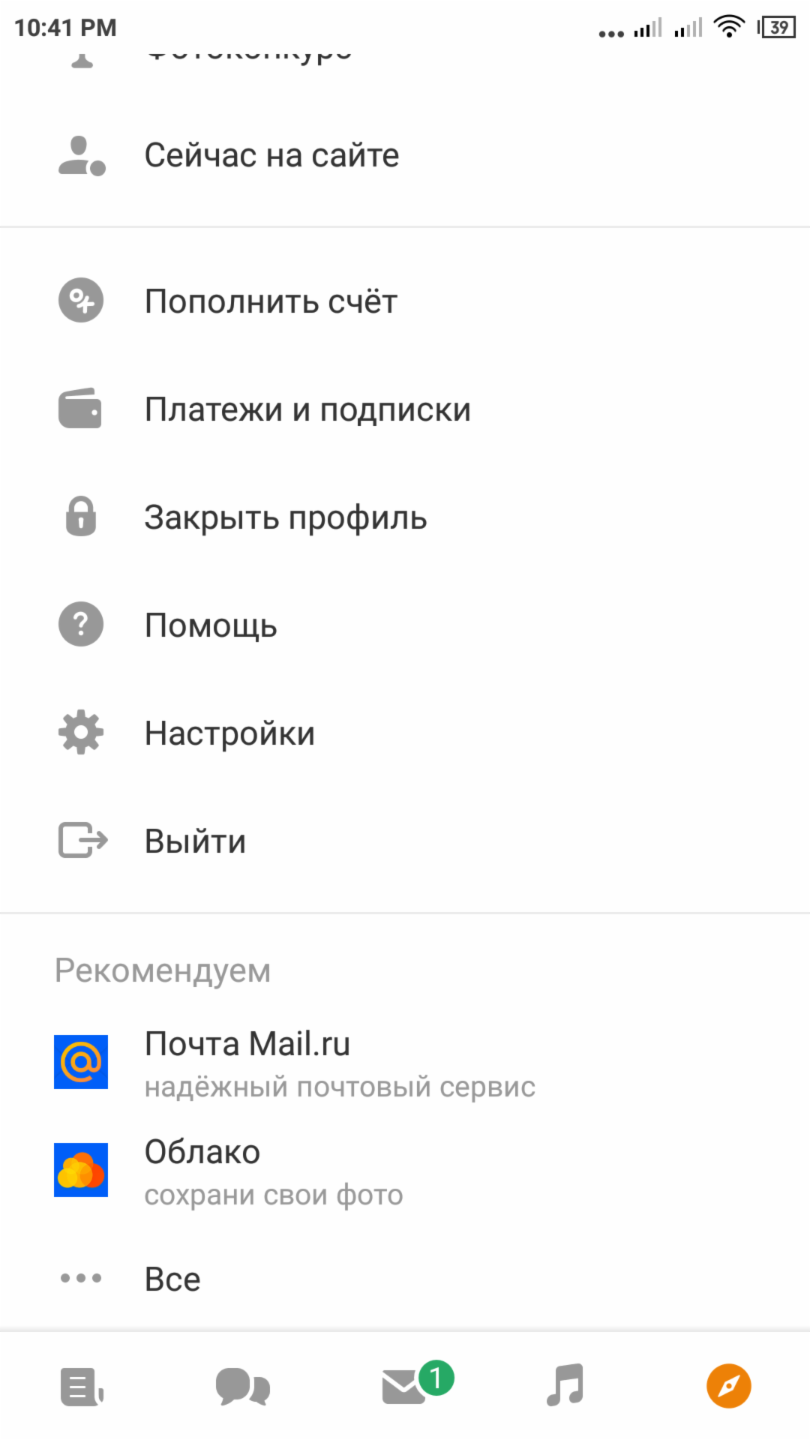 10:41 PM
39
Фотоконкурс
Сейчас на сайте
Пополнить счёт
Платежи и подписки
Закрыть профиль
Помощь
Настройки
Выйти
Рекомендуем
Почта Mail.ru
надёжный почтовый сервис
Облако
сохрани свои фото
Все
1